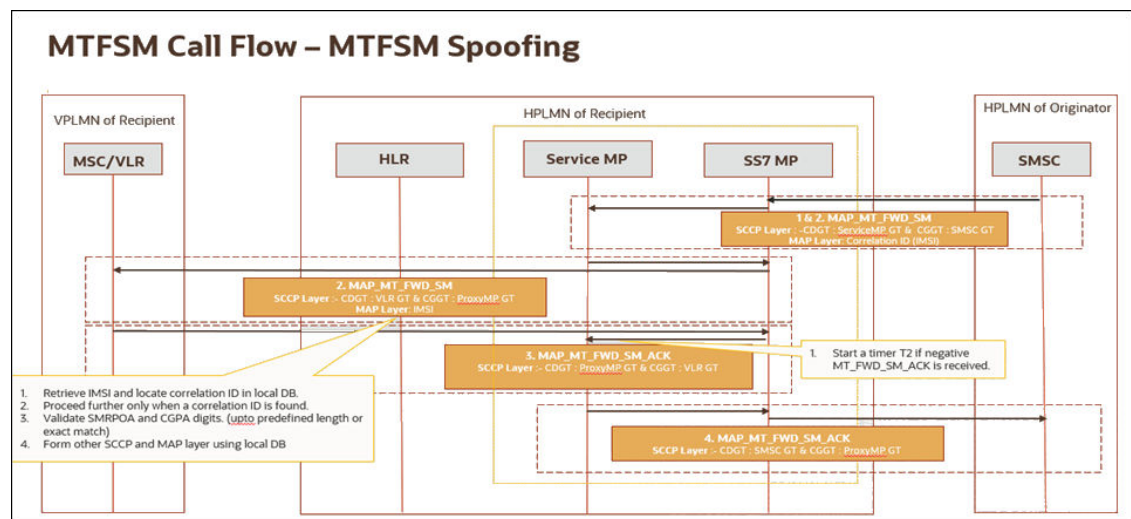 MTFSM Call Flow – MTFSM Spoofing
VPLMN of Recipient
HPLMN of Recipient
HPLMN of Originator
MSC/VLR
HLR
Service MP
SS7 MP
SMSC
1 & 2. MAP_MT_FWD_SM
SCCP Layer : -CDGT : ServiceMP GT & CGGT : SMSC GT
MAP Layer: Correlation ID (IMSI)
2. MAP_MT_FWD_SM
SCCP Layer :- CDGT : VLR GT & CGGT : ProxyMP GT
MAP Layer: IMSI
3. MAP_MT_FWD_SM_ACK
SCCP Layer :- CDGT : ProxyMP GT & CGGT : VLR GT
1. Start a timer T2 if negative
MT_FWD_SM_ACK is received.
1. Retrieve IMSI and locate correlation ID in local DB.
2. Proceed further only when a correlation ID is found.
3. Validate SMRPOA and CGPA digits. (upto predefined length or
exact match)
4. Form other SCCP and MAP layer using local DB
4. MAP_MT_FWD_SM_ACK
SCCP Layer :- CDGT : SMSC GT & CGGT : ProxyMP GT